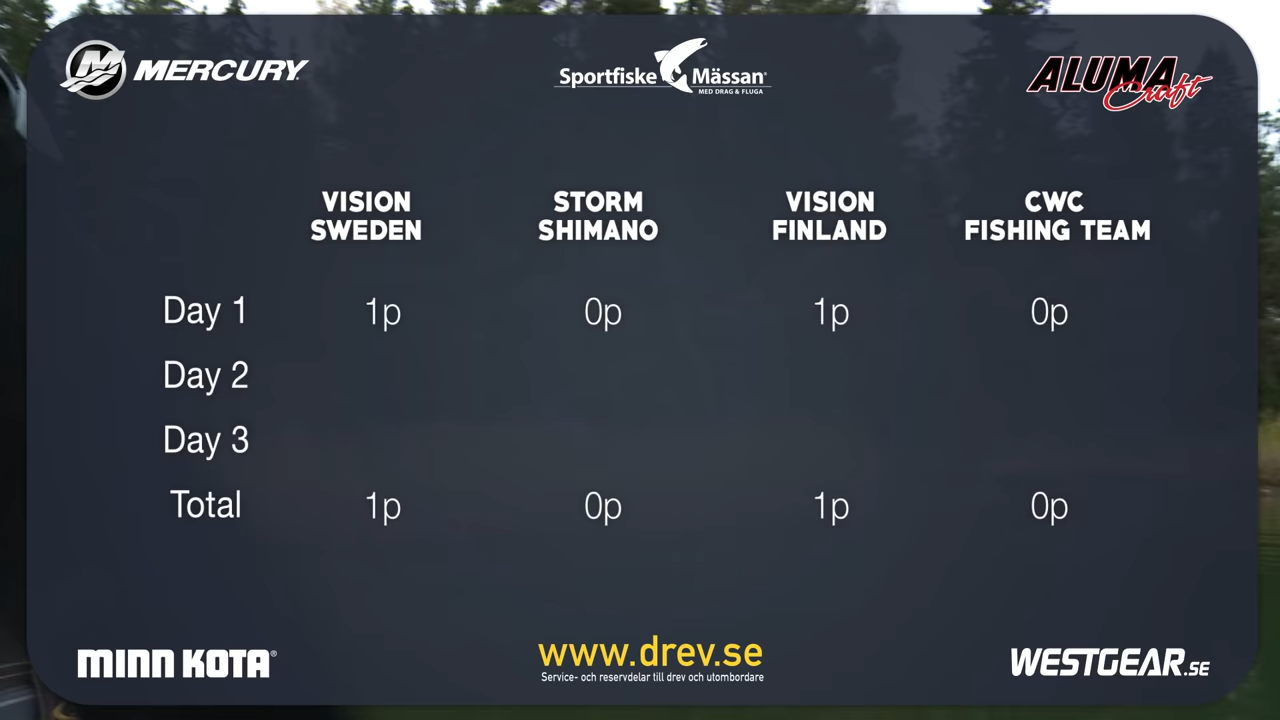 MERCURY
Sportfiske Mässan
MED DRAG & FLUGA
ALUMA
Craft
VISION SWEDEN
STORM SHIMANO
VISION FINLAND
CWC FISHING TEAM
Day 1 1p 0p 1p 0p
Day 2
Day 3
Total 1p 0p 1p 0p
MINN KOTA®
www.drev.se
Service- och reservdelar till drev och utombordare
WESTGEAR.SE